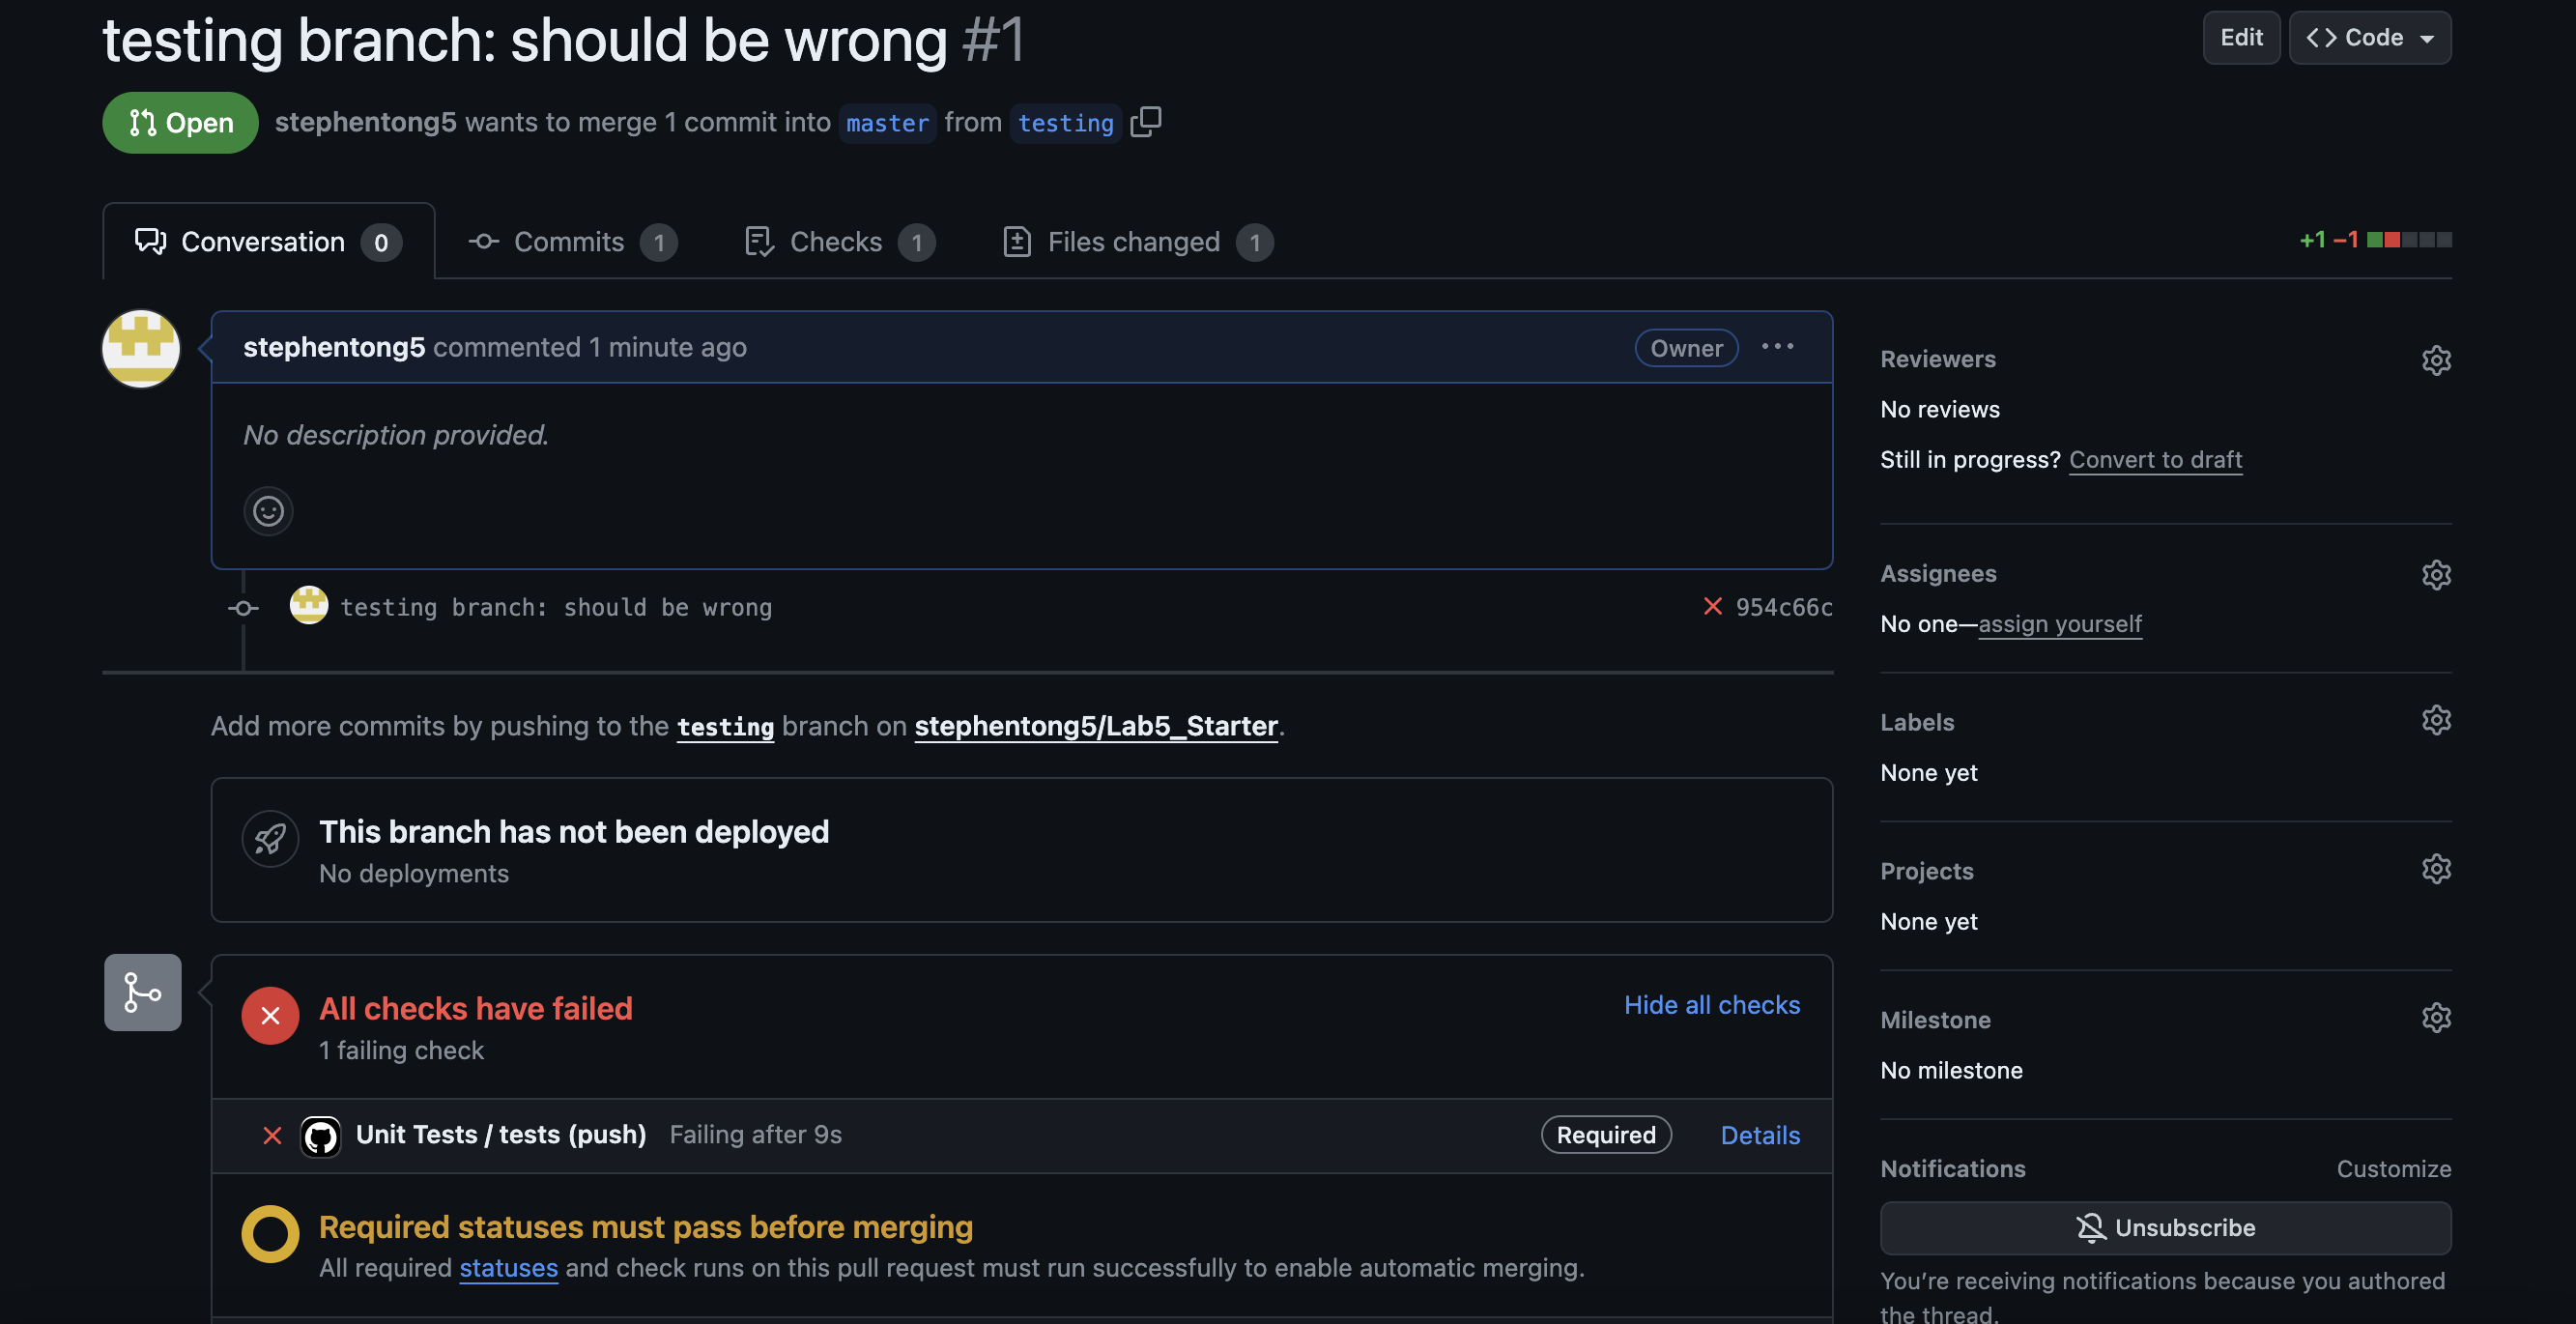 testing branch: should be wrong #1
Edit
Code
Open
stephentong5 wants to merge 1 commit into master from testing
Conversation 0
Commits 1
Checks 1
Files changed 1
+1 −1
stephentong5 commented 1 minute ago
Owner
No description provided.
testing branch: should be wrong
954c66c
Add more commits by pushing to the testing branch on stephentong5/Lab5_Starter.
This branch has not been deployed
No deployments
All checks have failed
Hide all checks
1 failing check
Unit Tests / tests (push) Failing after 9s
Required
Details
Required statuses must pass before merging
All required statuses and check runs on this pull request must run successfully to enable automatic merging.
Reviewers
No reviews
Still in progress? Convert to draft
Assignees
No one—assign yourself
Labels
None yet
Projects
None yet
Milestone
No milestone
Notifications
Customize
Unsubscribe
You’re receiving notifications because you authored
the thread.